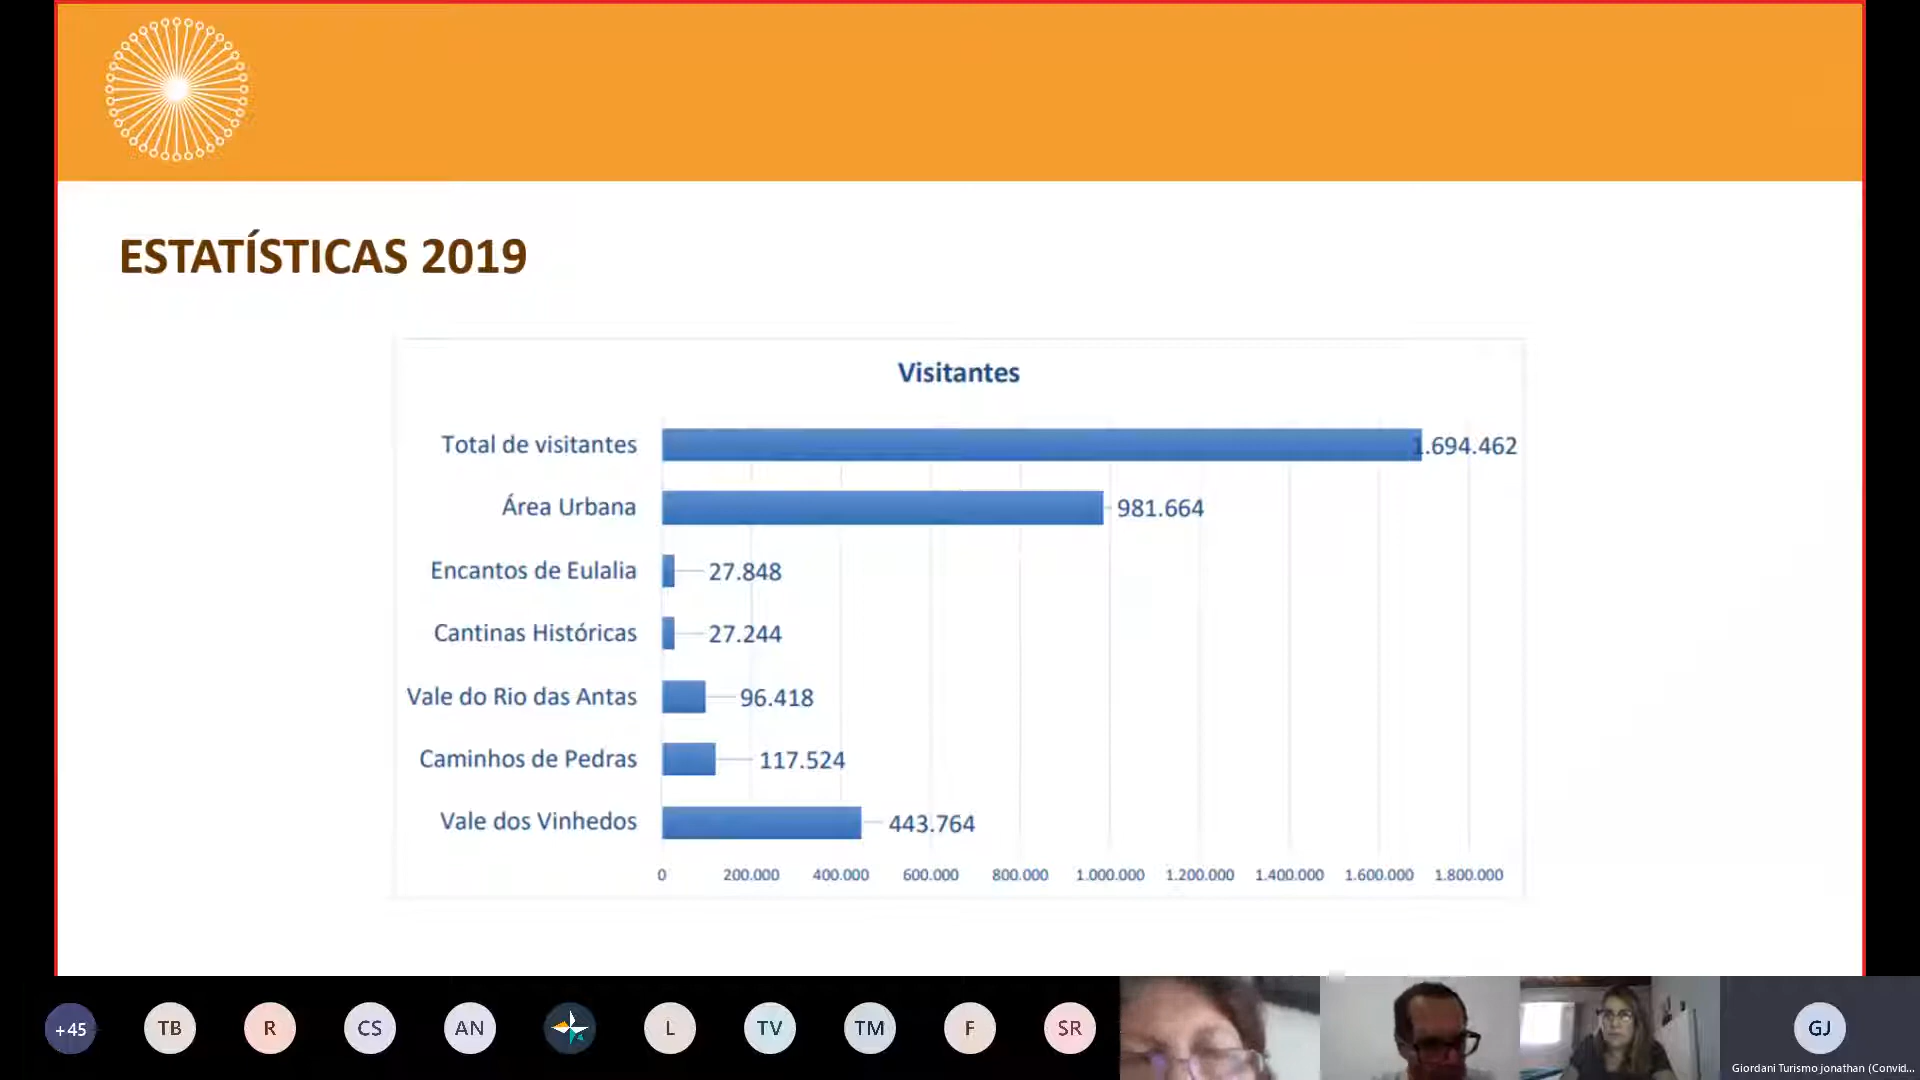 ESTATÍSTICAS 2019
Visitantes
Total de visitantes 1.694.462
Área Urbana 981.664
Encantos de Eulalia 27.848
Cantinas Históricas 27.244
Vale do Rio das Antas 96.418
Caminhos de Pedras 117.524
Vale dos Vinhedos 443.764
0 200.000 400.000 600.000 800.000 1.000.000 1.200.000 1.400.000 1.600.000 1.800.000
+45 TB R CS AN L TV TM F SR GJ
Giordani Turismo jonathan (Convid...